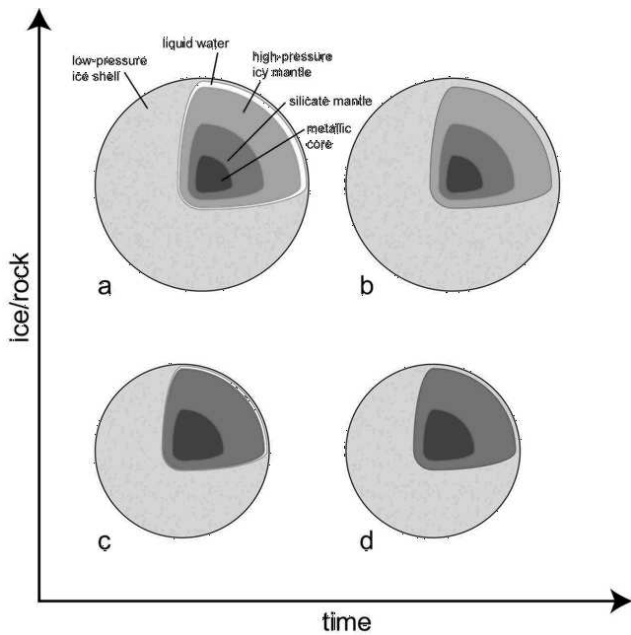 liquid water
low-pressure
ice shell
high-pressure
icy mantle
silicate mantle
metallic
core
a
b
ice/rock
c
d
time